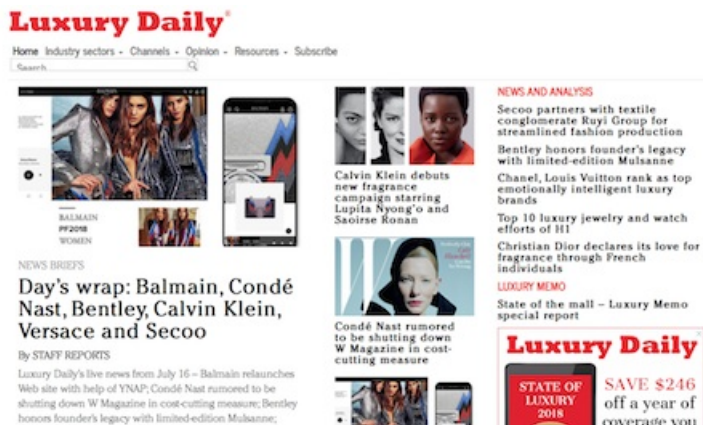 Luxury Daily
Home Industry sectors Channels Opinion Resources Subscribe
Search
BALMAIN
PF2018
WOMEN
NEWS BRIEFS
Day's wrap: Balmain, Condé
Nast, Bentley, Calvin Klein,
Versace and Secoo
By STAFF REPORTS
Luxury Daily's live news from July 16 – Balmain relaunches
Web site with help of YNAP; Condé Nast rumored to be
shutting down W Magazine in cost-cutting measure; Bentley
honors founder's legacy with limited-edition Mulsanne;
Calvin Klein debuts
new fragrance
campaign starring
Lupita Nyong'o and
Saoirse Ronan
W
Condé Nast rumored
to be shutting down
W Magazine in cost-
cutting measure
NEWS AND ANALYSIS
Secoo partners with textile
conglomerate Ruyi Group for
streamlined fashion production
Bentley honors founder's legacy
with limited-edition Mulsanne
Chanel, Louis Vuitton rank as top
emotionally intelligent luxury
brands
Top 10 luxury jewelry and watch
efforts of H1
Christian Dior declares its love for
fragrance through French
individuals
LUXURY MEMO
State of the mall – Luxury Memo
special report
Luxury Daily
STATE OF
LUXURY
2018
SAVE $246
off a year of
coverage you